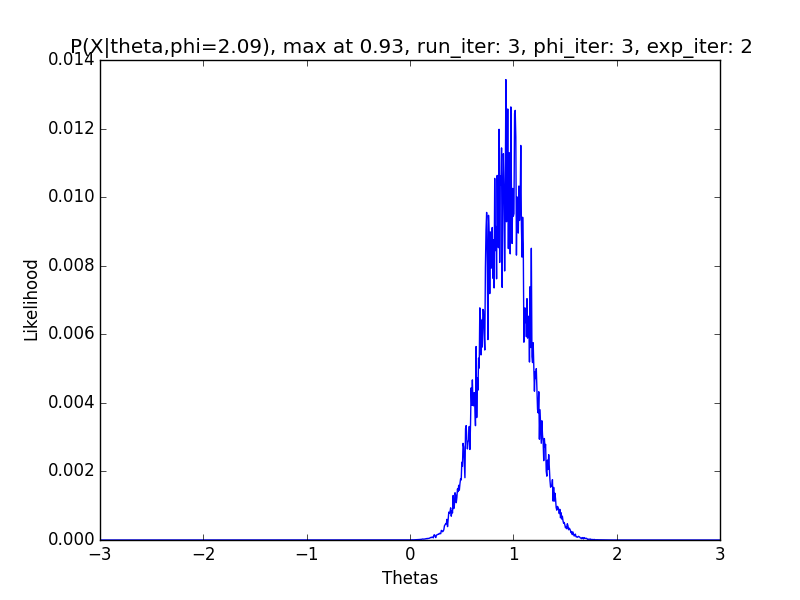 P(X|theta,phi=2.09), max at 0.93, run_iter: 3, phi_iter: 3, exp_iter: 2
0.014
0.012
0.010
0.008
0.006
0.004
0.002
0.000
Likelihood
−3 −2 −1 0 1 2 3
Thetas